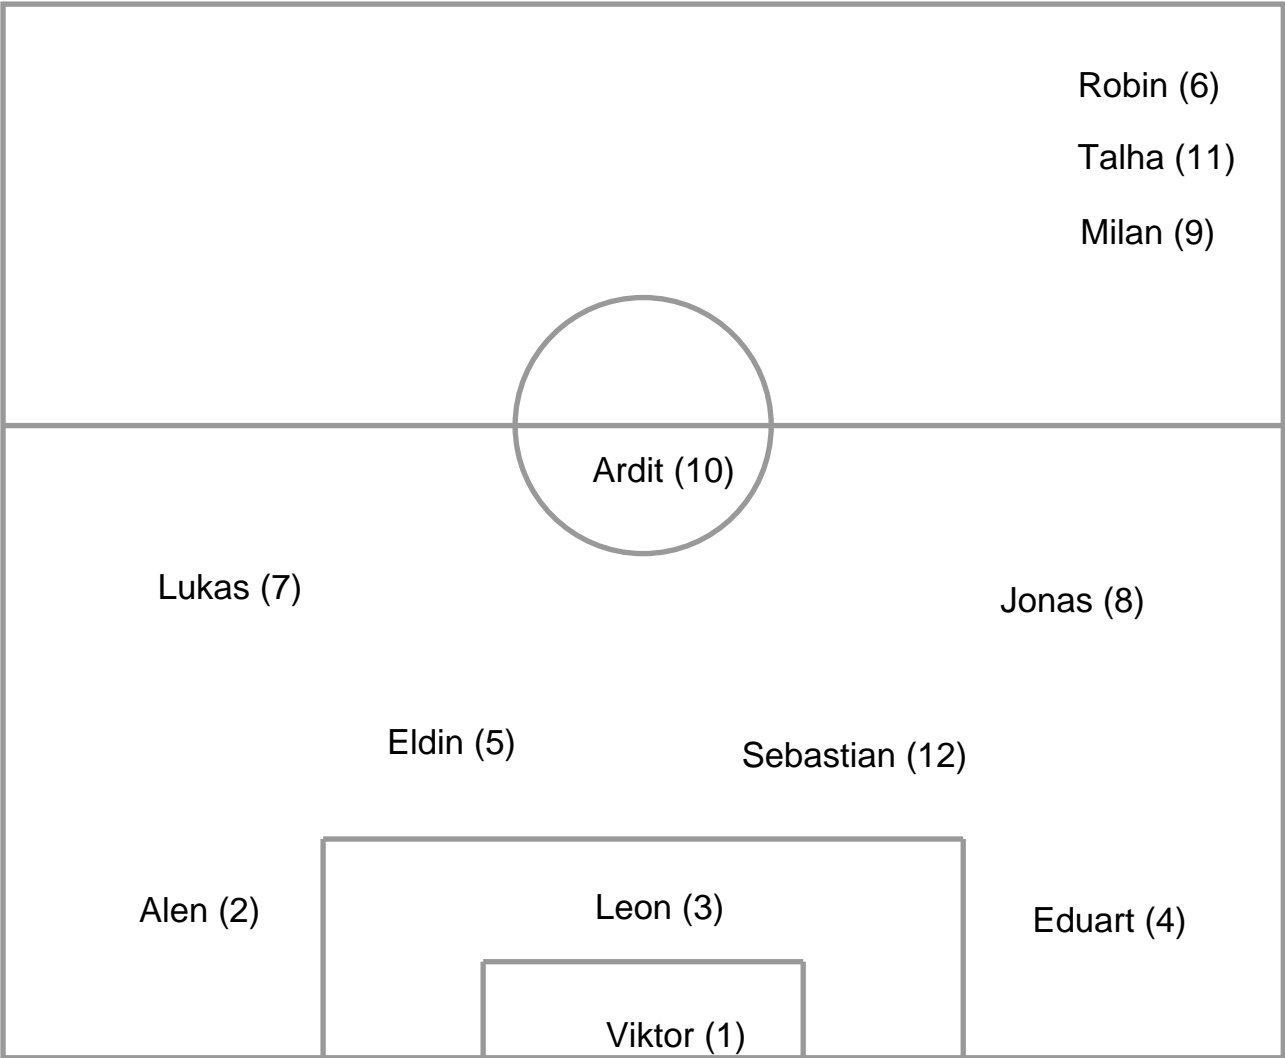 Robin (6)
Talha (11)
Milan (9)
Ardit (10)
Lukas (7)
Jonas (8)
Eldin (5)
Sebastian (12)
Alen (2)
Leon (3)
Eduart (4)
Viktor (1)